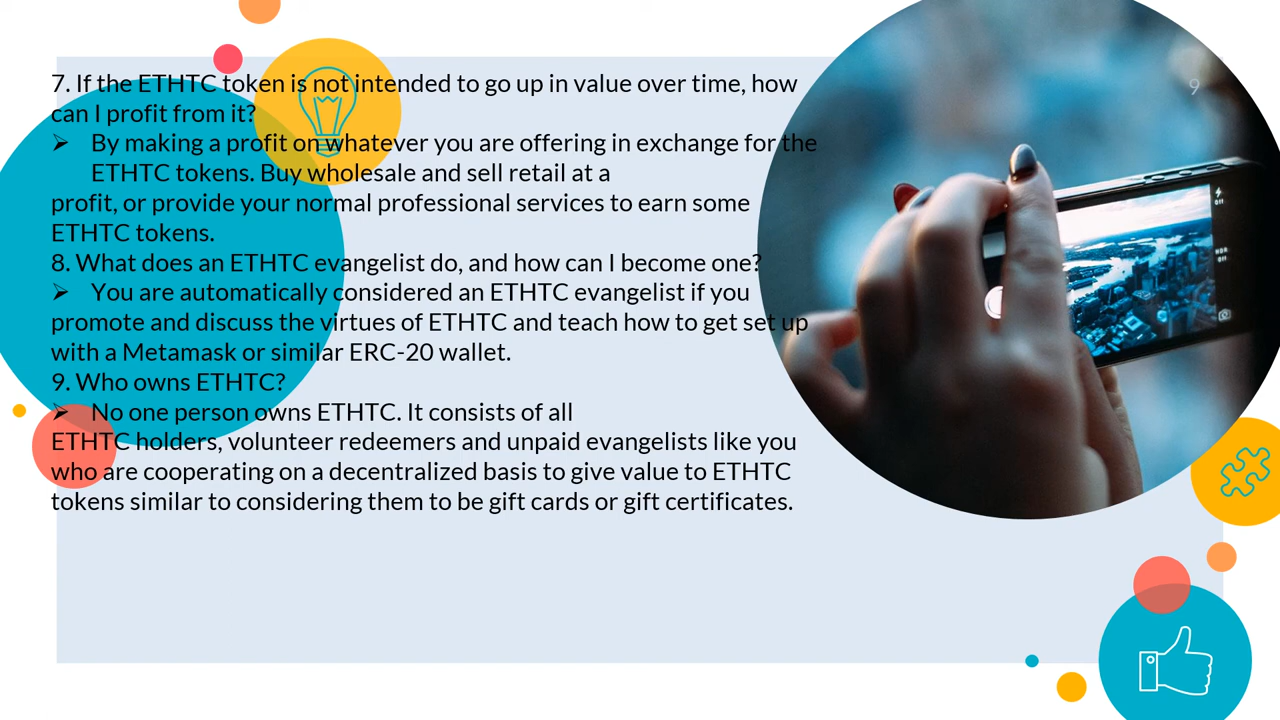 7. If the ETHTC token is not intended to go up in value over time, how
can I profit from it?
➢ By making a profit on whatever you are offering in exchange for the
ETHTC tokens. Buy wholesale and sell retail at a
profit, or provide your normal professional services to earn some
ETHTC tokens.
8. What does an ETHTC evangelist do, and how can I become one?
➢ You are automatically considered an ETHTC evangelist if you
promote and discuss the virtues of ETHTC and teach how to get set up
with a Metamask or similar ERC-20 wallet.
9. Who owns ETHTC?
➢ No one person owns ETHTC. It consists of all
ETHTC holders, volunteer redeemers and unpaid evangelists like you
who are cooperating on a decentralized basis to give value to ETHTC
tokens similar to considering them to be gift cards or gift certificates.
9